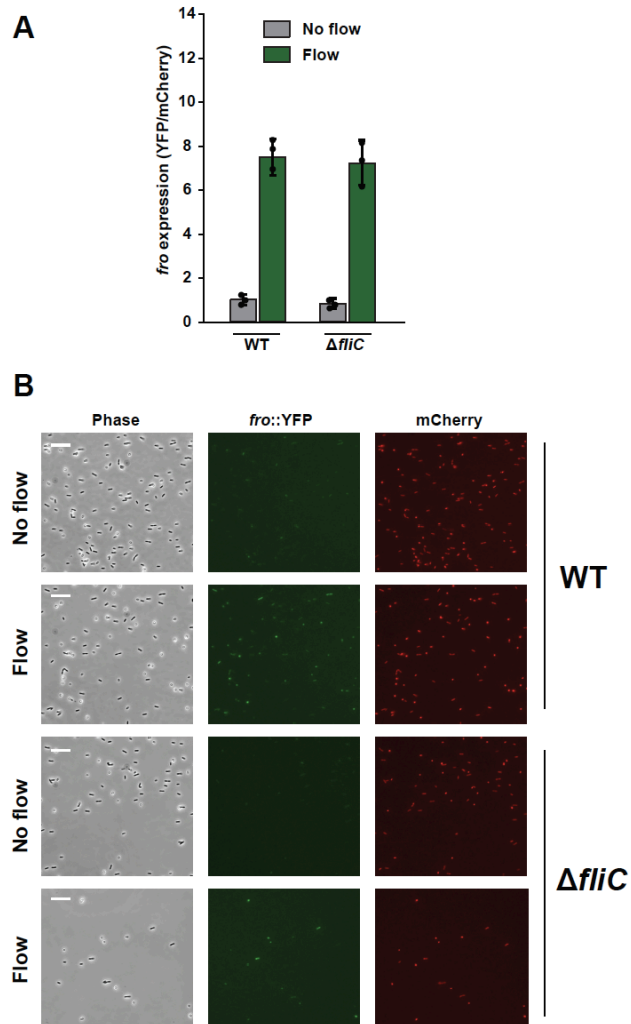 A
No flow
Flow
fro expression (YFP/mCherry)
14
12
10
8
6
4
2
0
WT
ΔfliC
B
Phase
fro::YFP
mCherry
No flow
Flow
WT
No flow
Flow
ΔfliC